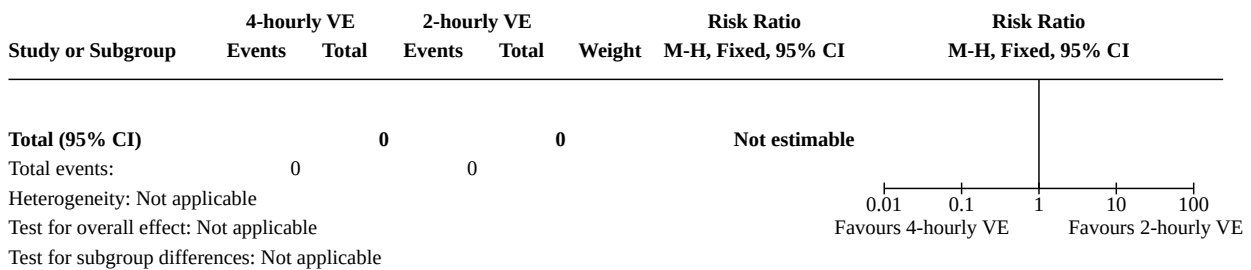 4-hourly VE 2-hourly VE Risk Ratio Risk Ratio
Study or Subgroup Events Total Events Total Weight M-H, Fixed, 95% CI M-H, Fixed, 95% CI
Total (95% CI) 0 0 Not estimable
Total events: 0 0
Heterogeneity: Not applicable
0.01 0.1 1 10 100
Test for overall effect: Not applicable Favours 4-hourly VE Favours 2-hourly VE
Test for subgroup differences: Not applicable